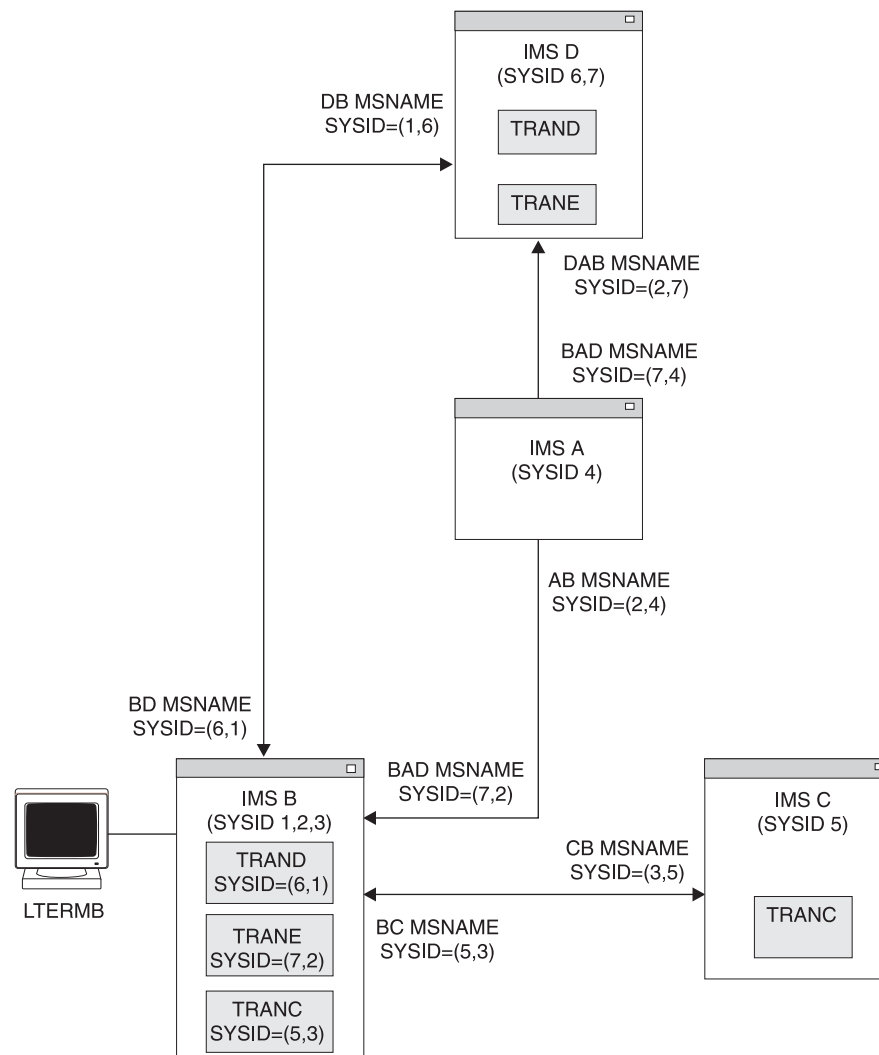 IMS D
(SYSID 6,7)
DB MSNAME
SYSID=(1,6)
TRAND
TRANE
DAB MSNAME
SYSID=(2,7)
BAD MSNAME
SYSID=(7,4)
IMS A
(SYSID 4)
AB MSNAME
SYSID=(2,4)
BD MSNAME
SYSID=(6,1)
BAD MSNAME
SYSID=(7,2)
IMS B
(SYSID 1,2,3)
TRAND
SYSID=(6,1)
TRANE
SYSID=(7,2)
TRANC
SYSID=(5,3)
LTERMB
CB MSNAME
SYSID=(3,5)
BC MSNAME
SYSID=(5,3)
IMS C
(SYSID 5)
TRANC